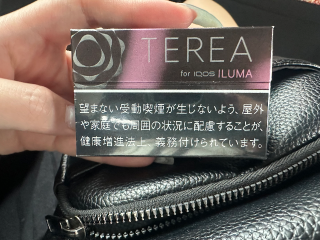 TEREA
for IQOS ILUMA
望まない受動喫煙が生じないよう、屋外
や家庭でも周囲の状況に配慮することが、
健康増進法上、義務付けられています。